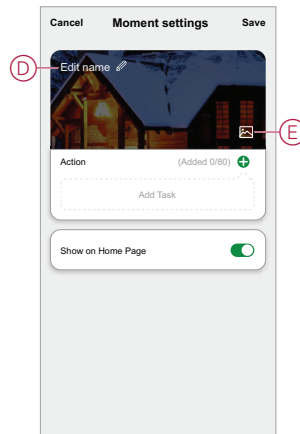 Cancel Moment settings Save
D Edit name
E
Action (Added 0/80)
Add Task
Show on Home Page